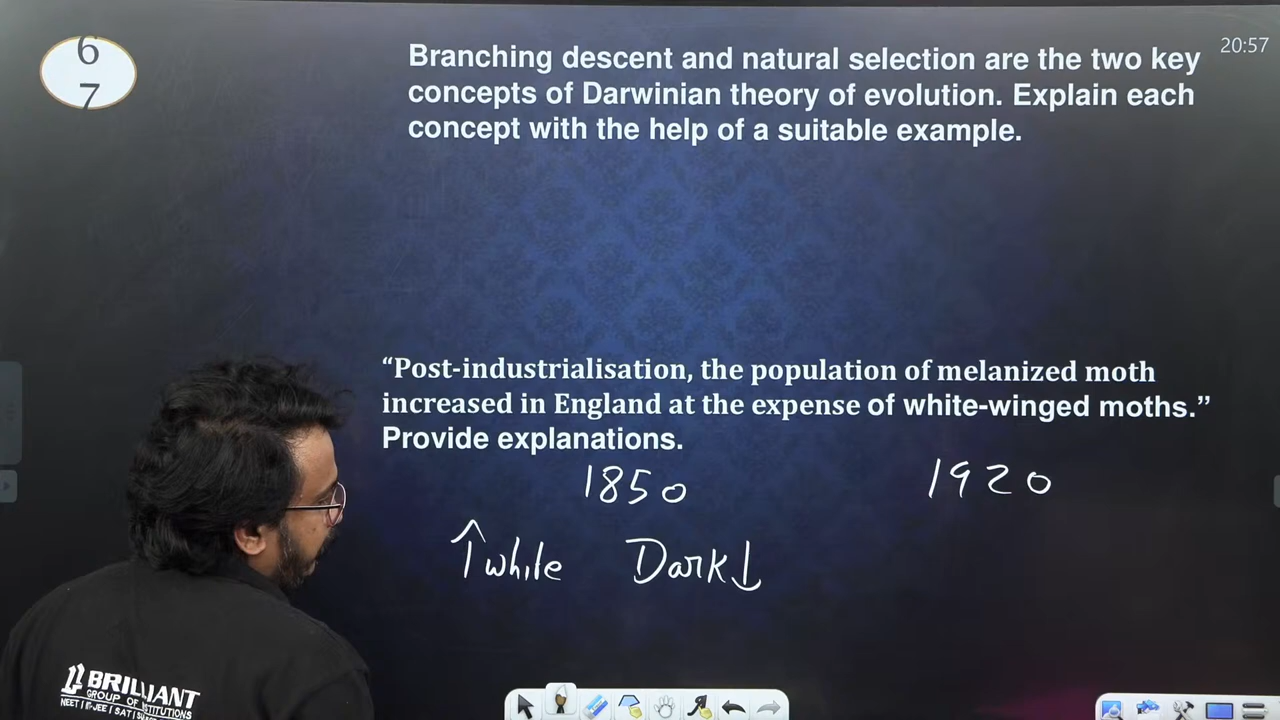 6
7
20:57
Branching descent and natural selection are the two key
concepts of Darwinian theory of evolution. Explain each
concept with the help of a suitable example.
“Post-industrialisation, the population of melanized moth
increased in England at the expense of white-winged moths.”
Provide explanations.
1850 1920
↑white Dark↓
BRILLIANT
GROUP OF INSTITUTIONS
NEET | IIT-JEE | SAT |